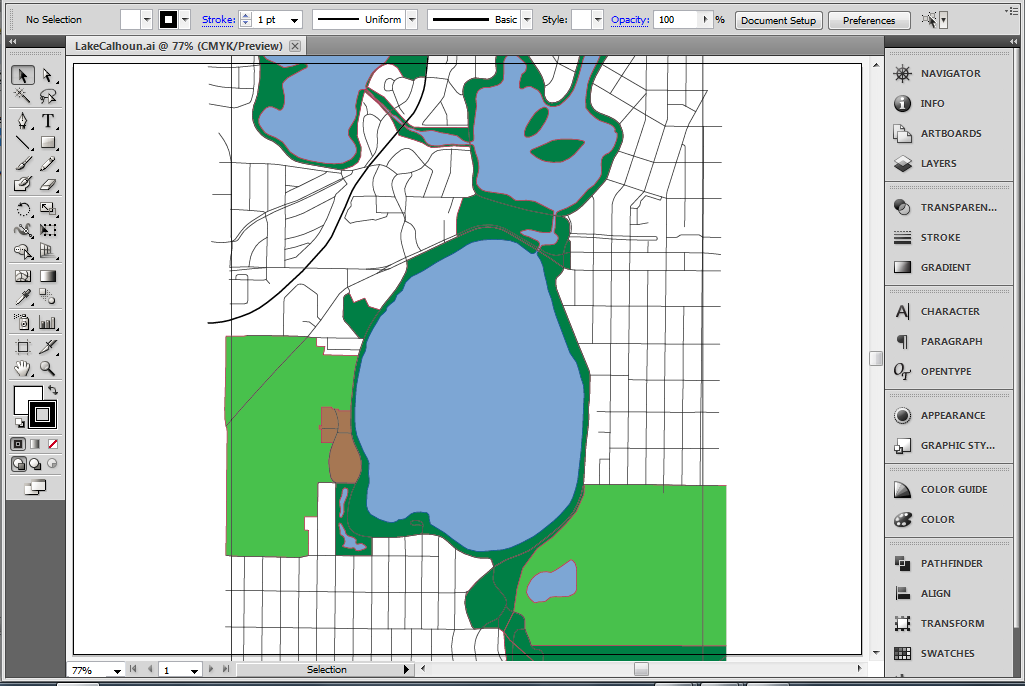 No Selection Stroke: 1 pt Uniform Basic Style: Opacity: 100 % Document Setup Preferences
LakeCalhoun.ai @ 77% (CMYK/Preview)
NAVIGATOR
INFO
ARTBOARDS
LAYERS
TRANSPAREN...
STROKE
GRADIENT
CHARACTER
PARAGRAPH
OPENTYPE
APPEARANCE
GRAPHIC STY...
COLOR GUIDE
COLOR
PATHFINDER
ALIGN
TRANSFORM
SWATCHES
77% 1 Selection